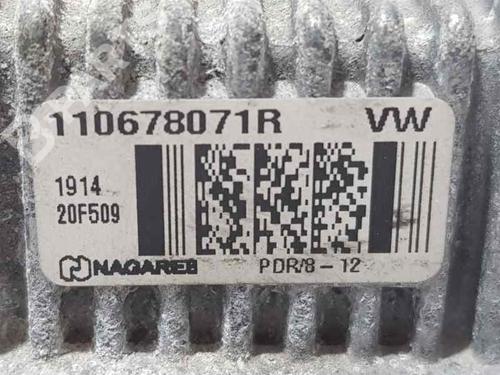 110678071R VW
1914
20F509
NAGARES PDR/8-12